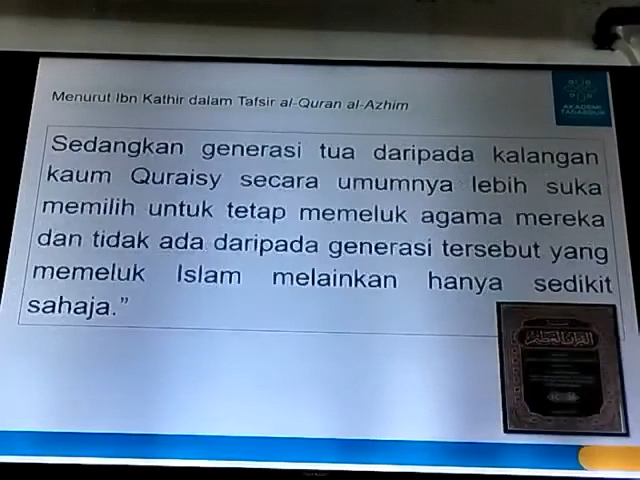 Menurut Ibn Kathir dalam Tafsir al-Quran al-Azhim
AKADEMI
TADABBUR
Sedangkan generasi tua daripada kalangan
kaum Quraisy secara umumnya lebih suka
memilih untuk tetap memeluk agama mereka
dan tidak ada daripada generasi tersebut yang
memeluk Islam melainkan hanya sedikit
sahaja.”